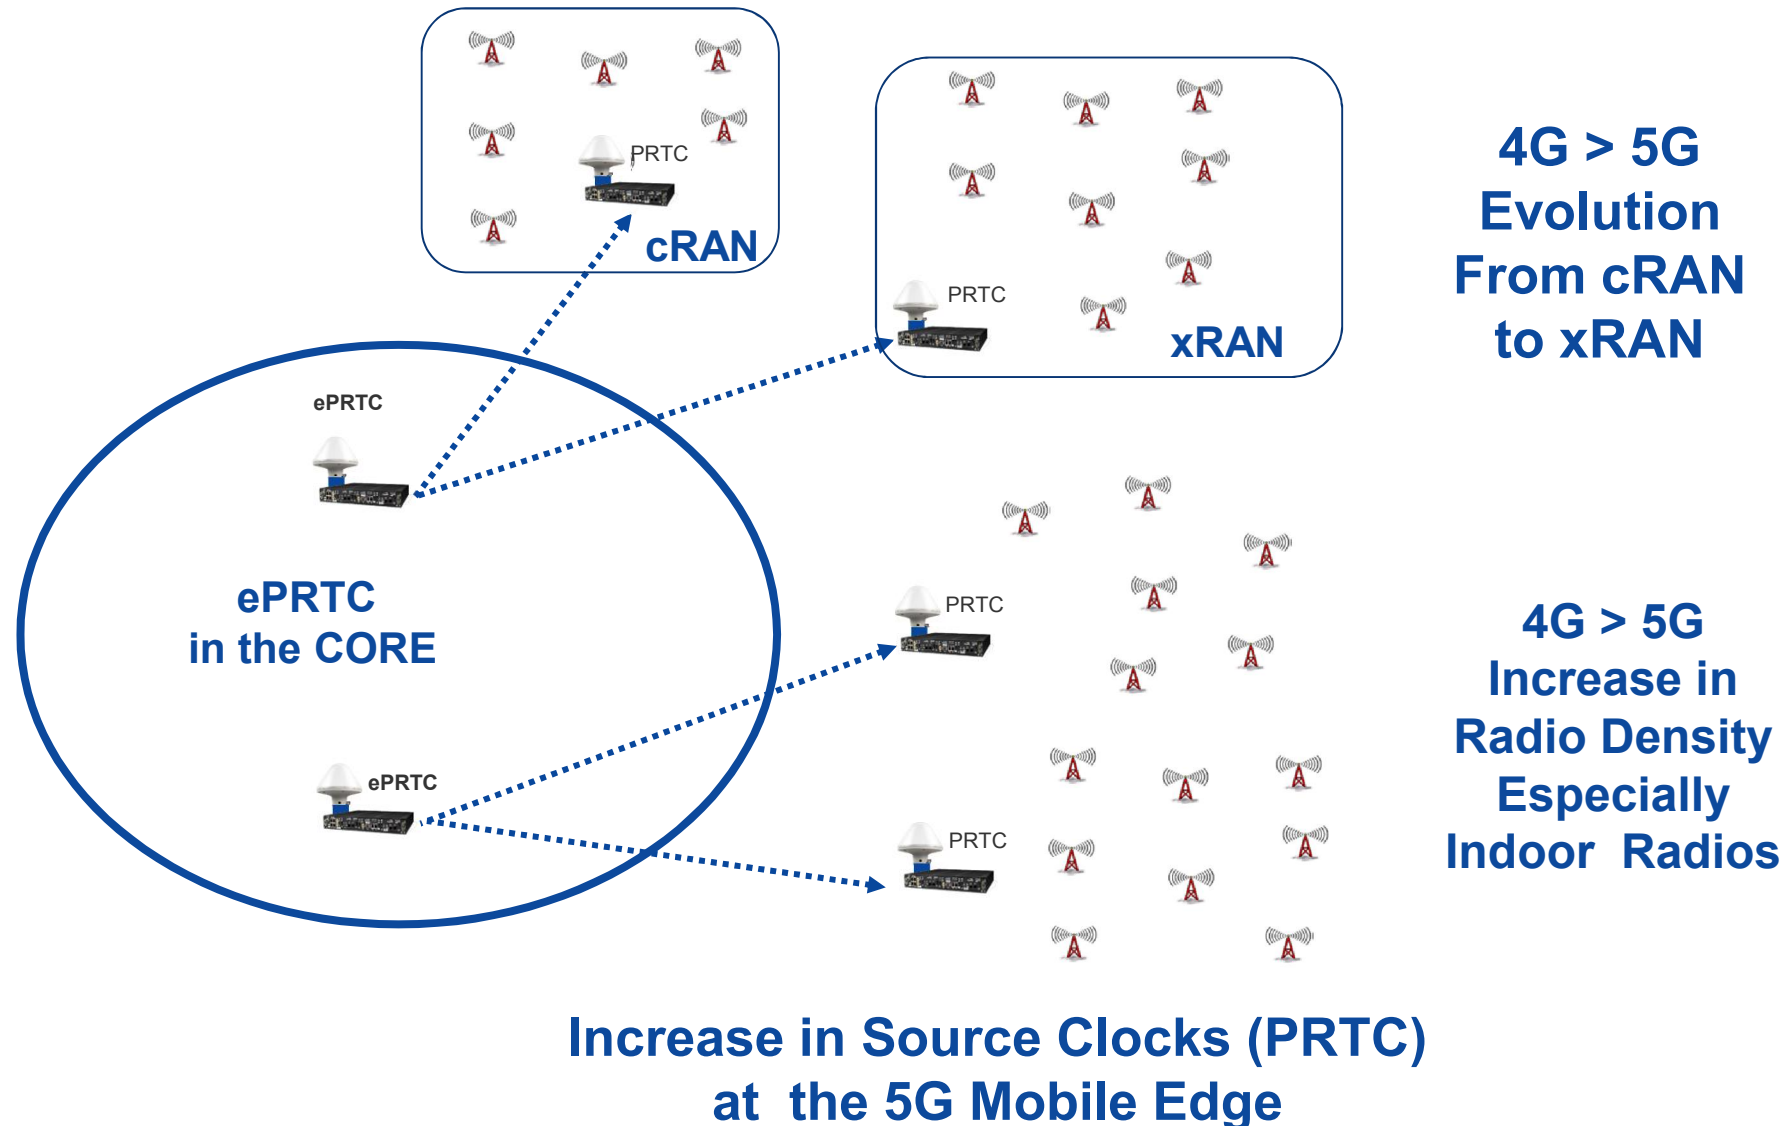 PRTC
cRAN
PRTC
xRAN
4G > 5G
Evolution
From cRAN
to xRAN
ePRTC
ePRTC
in the CORE
ePRTC
PRTC
PRTC
4G > 5G
Increase in
Radio Density
Especially
Indoor Radios
Increase in Source Clocks (PRTC)
at the 5G Mobile Edge